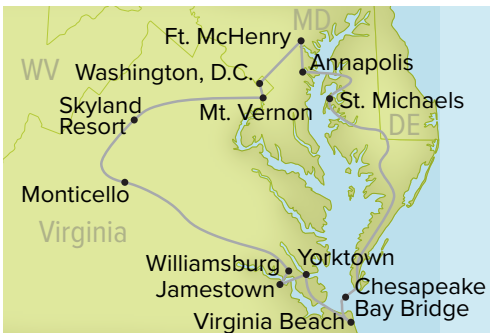 MD
Ft. McHenry
WV
Annapolis
Washington, D.C.
St. Michaels
Mt. Vernon
Skyland
Resort
DE
Monticello
Virginia
Williamsburg
Yorktown
Jamestown
Chesapeake
Bay Bridge
Virginia Beach